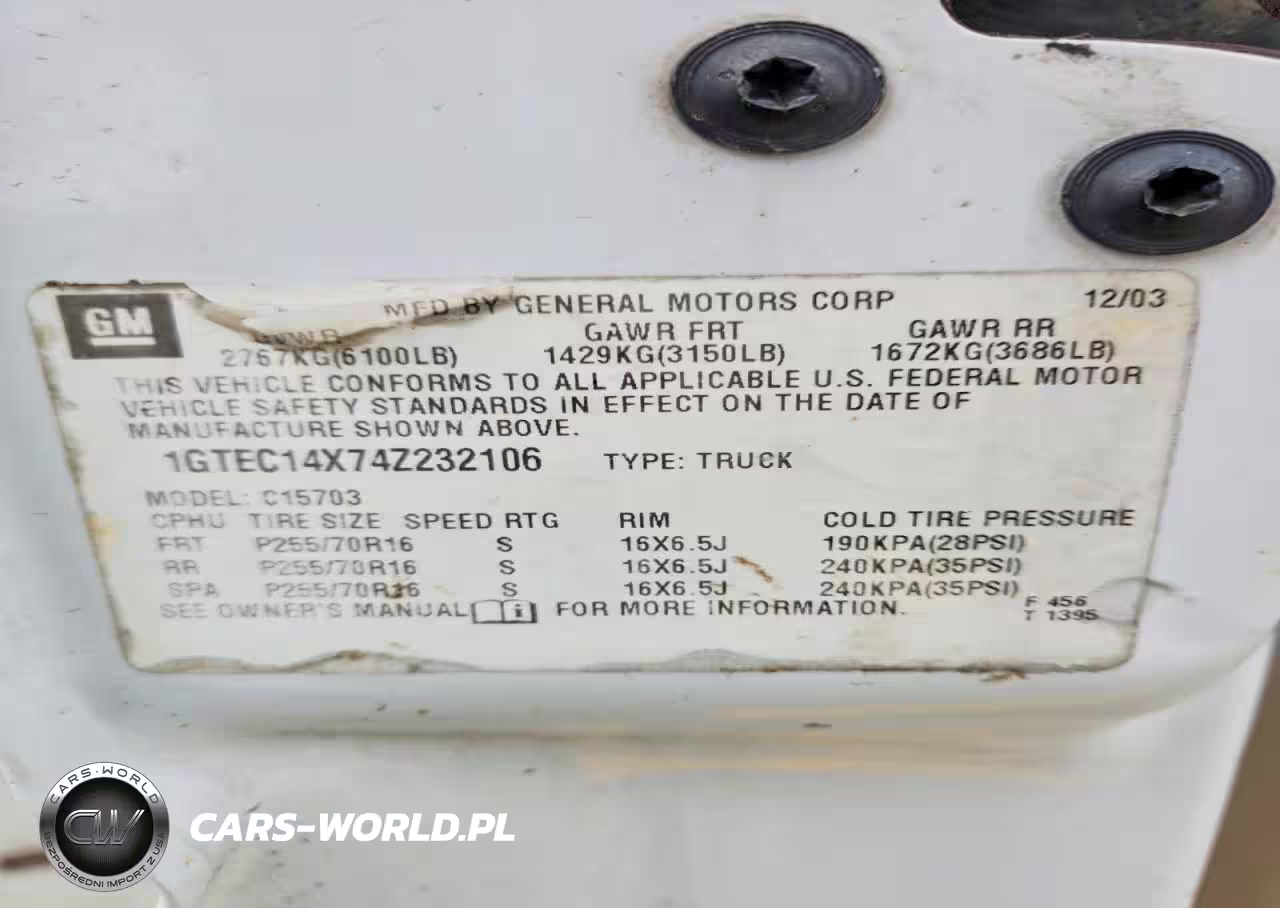 GM
MFD BY GENERAL MOTORS CORP 12/03
GVWR GAWR FRT GAWR RR
2767KG(6100LB) 1429KG(3150LB) 1672KG(3686LB)
THIS VEHICLE CONFORMS TO ALL APPLICABLE U.S. FEDERAL MOTOR
VEHICLE SAFETY STANDARDS IN EFFECT ON THE DATE OF
MANUFACTURE SHOWN ABOVE.
1GTEC14X74Z232106 TYPE: TRUCK
MODEL: C15703
CPHU TIRE SIZE SPEED RTG RIM COLD TIRE PRESSURE
FRT P255/70R16 S 16X6.5J 190KPA(28PSI)
RR P255/70R16 S 16X6.5J 240KPA(35PSI)
SPA P255/70R16 S 16X6.5J 240KPA(35PSI)
SEE OWNER'S MANUAL i FOR MORE INFORMATION.
F 456
T 1395
CARS-WORLD
CW
BEZPOŚREDNI IMPORT Z USA
CARS-WORLD.PL